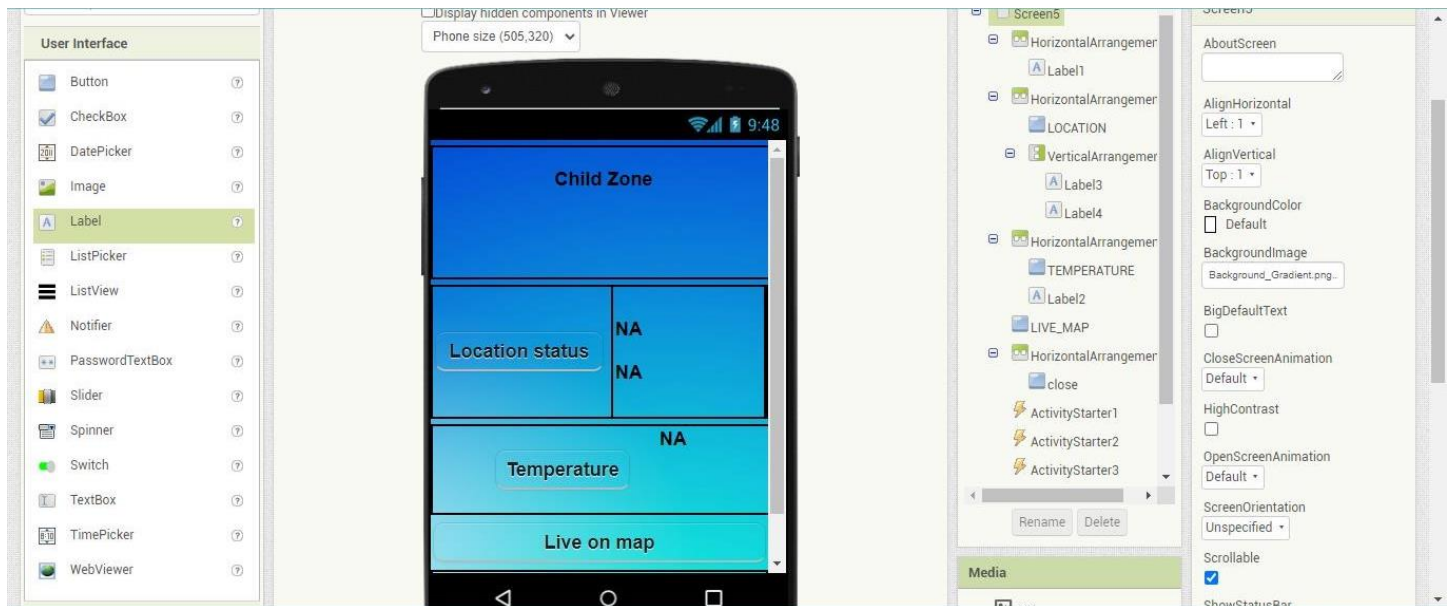 Display hidden components in Viewer
Phone size (505,320)
User Interface
Button
CheckBox
DatePicker
Image
Label
ListPicker
ListView
Notifier
PasswordTextBox
Slider
Spinner
Switch
TextBox
TimePicker
WebViewer
9:48
Child Zone
Location status
NA
NA
NA
Temperature
Live on map
Screen5
HorizontalArrangemer
Label1
HorizontalArrangemer
LOCATION
VerticalArrangemer
Label3
Label4
HorizontalArrangemer
TEMPERATURE
Label2
LIVE_MAP
HorizontalArrangemer
close
ActivityStarter1
ActivityStarter2
ActivityStarter3
Rename Delete
Media
Screen5
AboutScreen
AlignHorizontal
Left : 1
AlignVertical
Top : 1
BackgroundColor
Default
BackgroundImage
Background_Gradient.png...
BigDefaultText
CloseScreenAnimation
Default
HighContrast
OpenScreenAnimation
Default
ScreenOrientation
Unspecified
Scrollable
ShowStatusBar